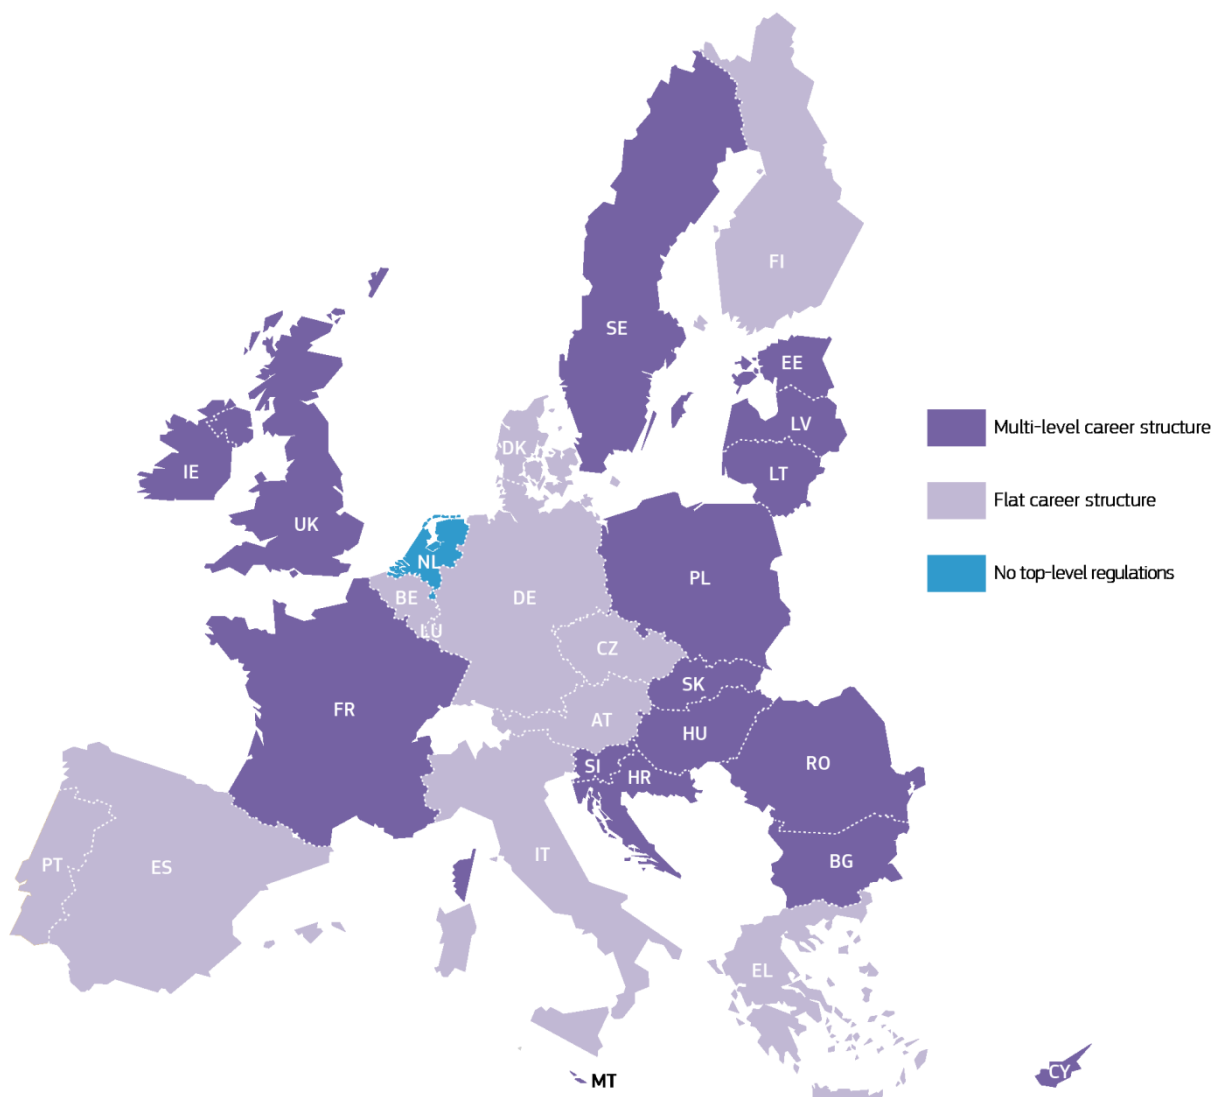 FI
SE
EE
LV
LT
DK
IE
UK
NL
BE
LU
DE
PL
CZ
SK
AT
HU
FR
SI
HR
RO
PT
ES
IT
BG
EL
MT
CY
Multi-level career structure
Flat career structure
No top-level regulations